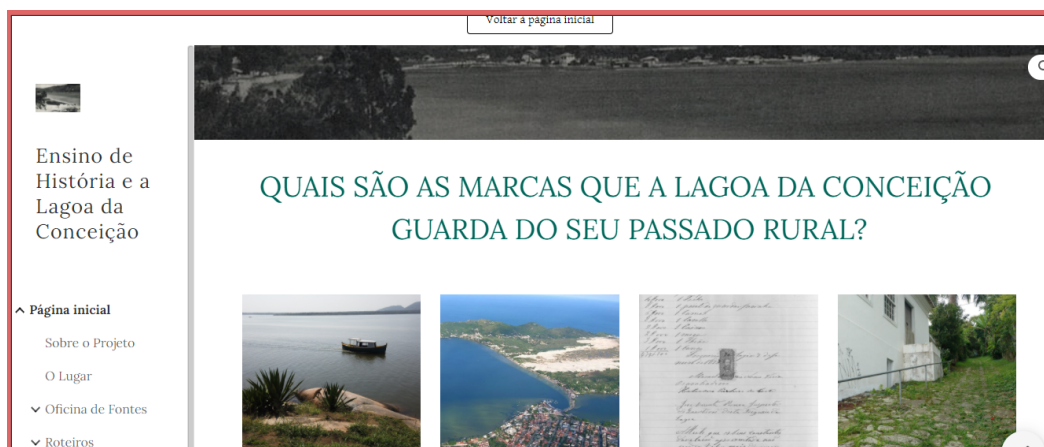 Voltar à página inicial
Ensino de
História e a
Lagoa da
Conceição
Página inicial
Sobre o Projeto
O Lugar
Oficina de Fontes
Roteiros
QUAIS SÃO AS MARCAS QUE A LAGOA DA CONCEIÇÃO
GUARDA DO SEU PASSADO RURAL?